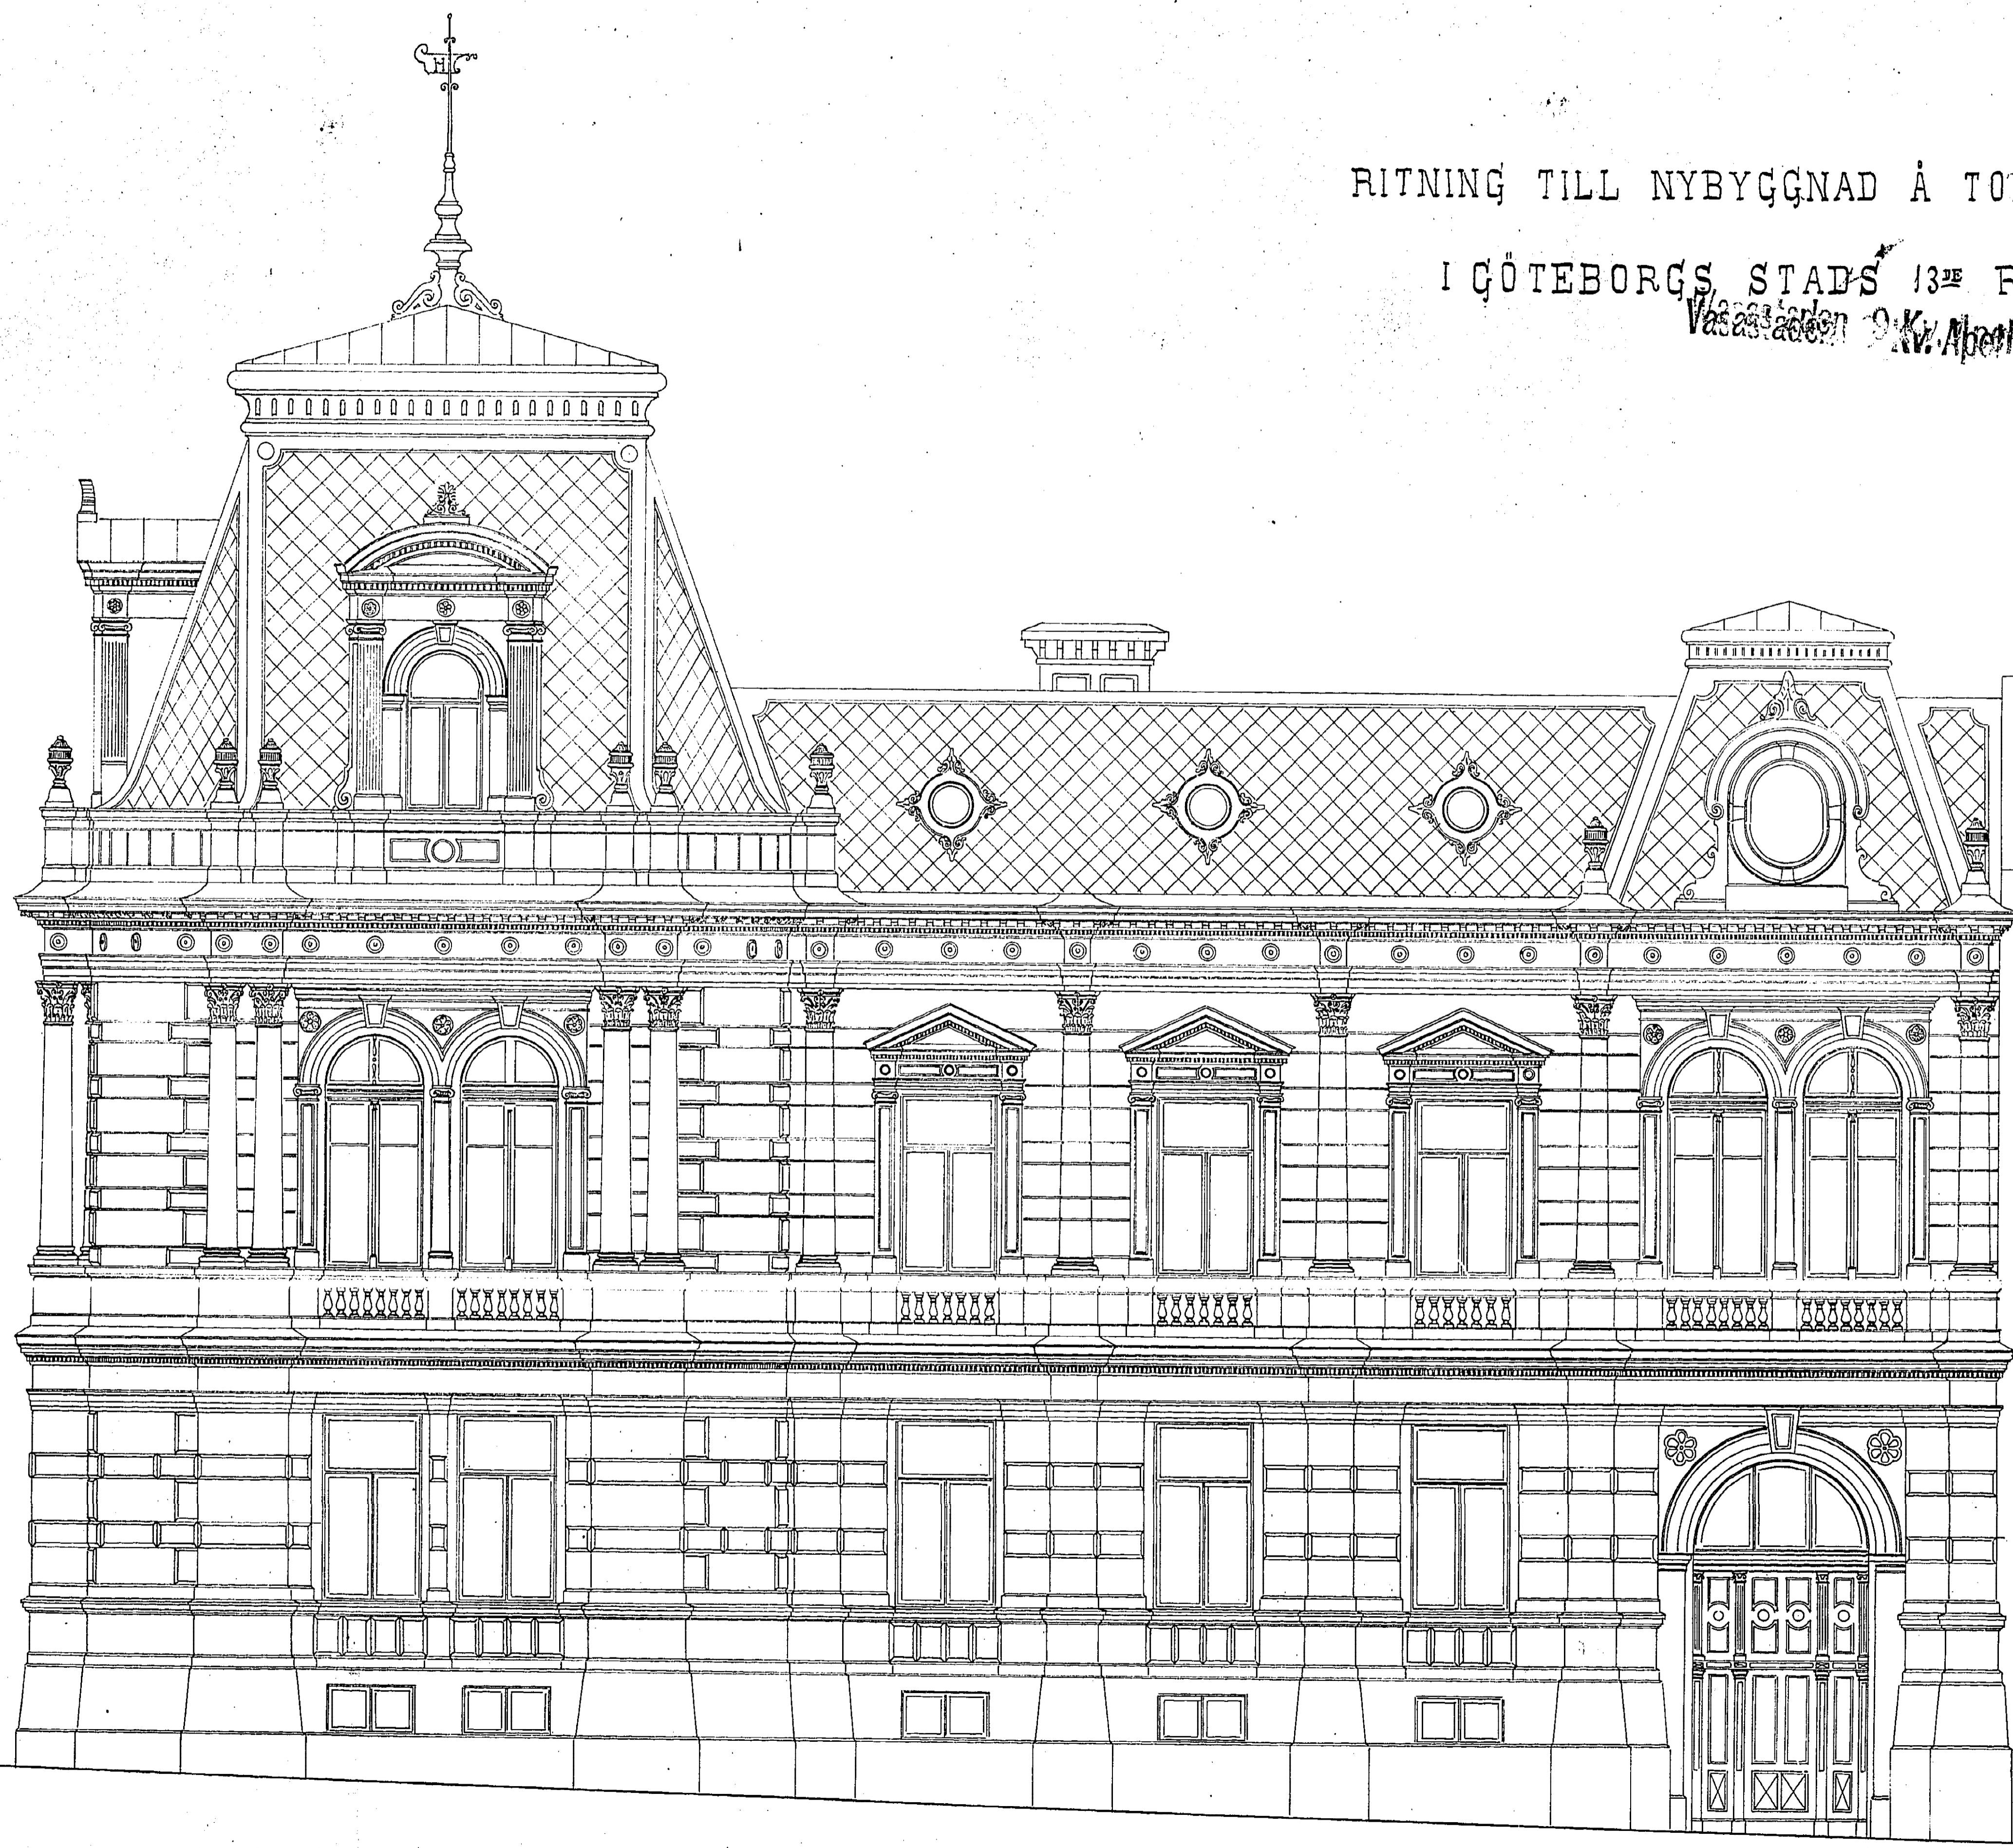 H
RITNING TILL NYBYGGNAD Å TO
I GÖTEBORGS STADS 13DE
Vasastaden 9 Kv.